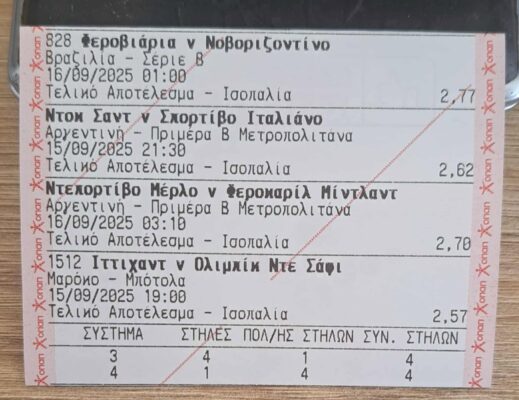 828 Φεροβιάρια v Νοβοριζοντίνο
Βραζιλία - Σέριε Β
16/09/2025 01:00
Τελικό Αποτέλεσμα - Ισοπαλία 2,77
Ντοκ Σαντ v Σπορτίβο Ιταλιάνο
Αργεντινή - Πριμέρα Β Μετροπολιτάνα
15/09/2025 21:30
Τελικό Αποτέλεσμα - Ισοπαλία 2,62
Ντεπορτίβο Μέρλο v Φεροκαρίλ Μίντλαντ
Αργεντινή - Πριμέρα Β Μετροπολιτάνα
16/09/2025 03:10
Τελικό Αποτέλεσμα - Ισοπαλία 2,70
1512 Ιττιχαντ v Ολιμπίκ Ντε Σάφι
Μαρόκο - Μπότολα
15/09/2025 19:00
Τελικό Αποτέλεσμα - Ισοπαλία 2,57
ΣΥΣΤΗΜΑ ΣΤΗΛΕΣ ΠΟΛ/ΗΣ ΣΤΗΛΩΝ ΣΥΝ. ΣΤΗΛΩΝ
3 4 1 4
4 1 4 4